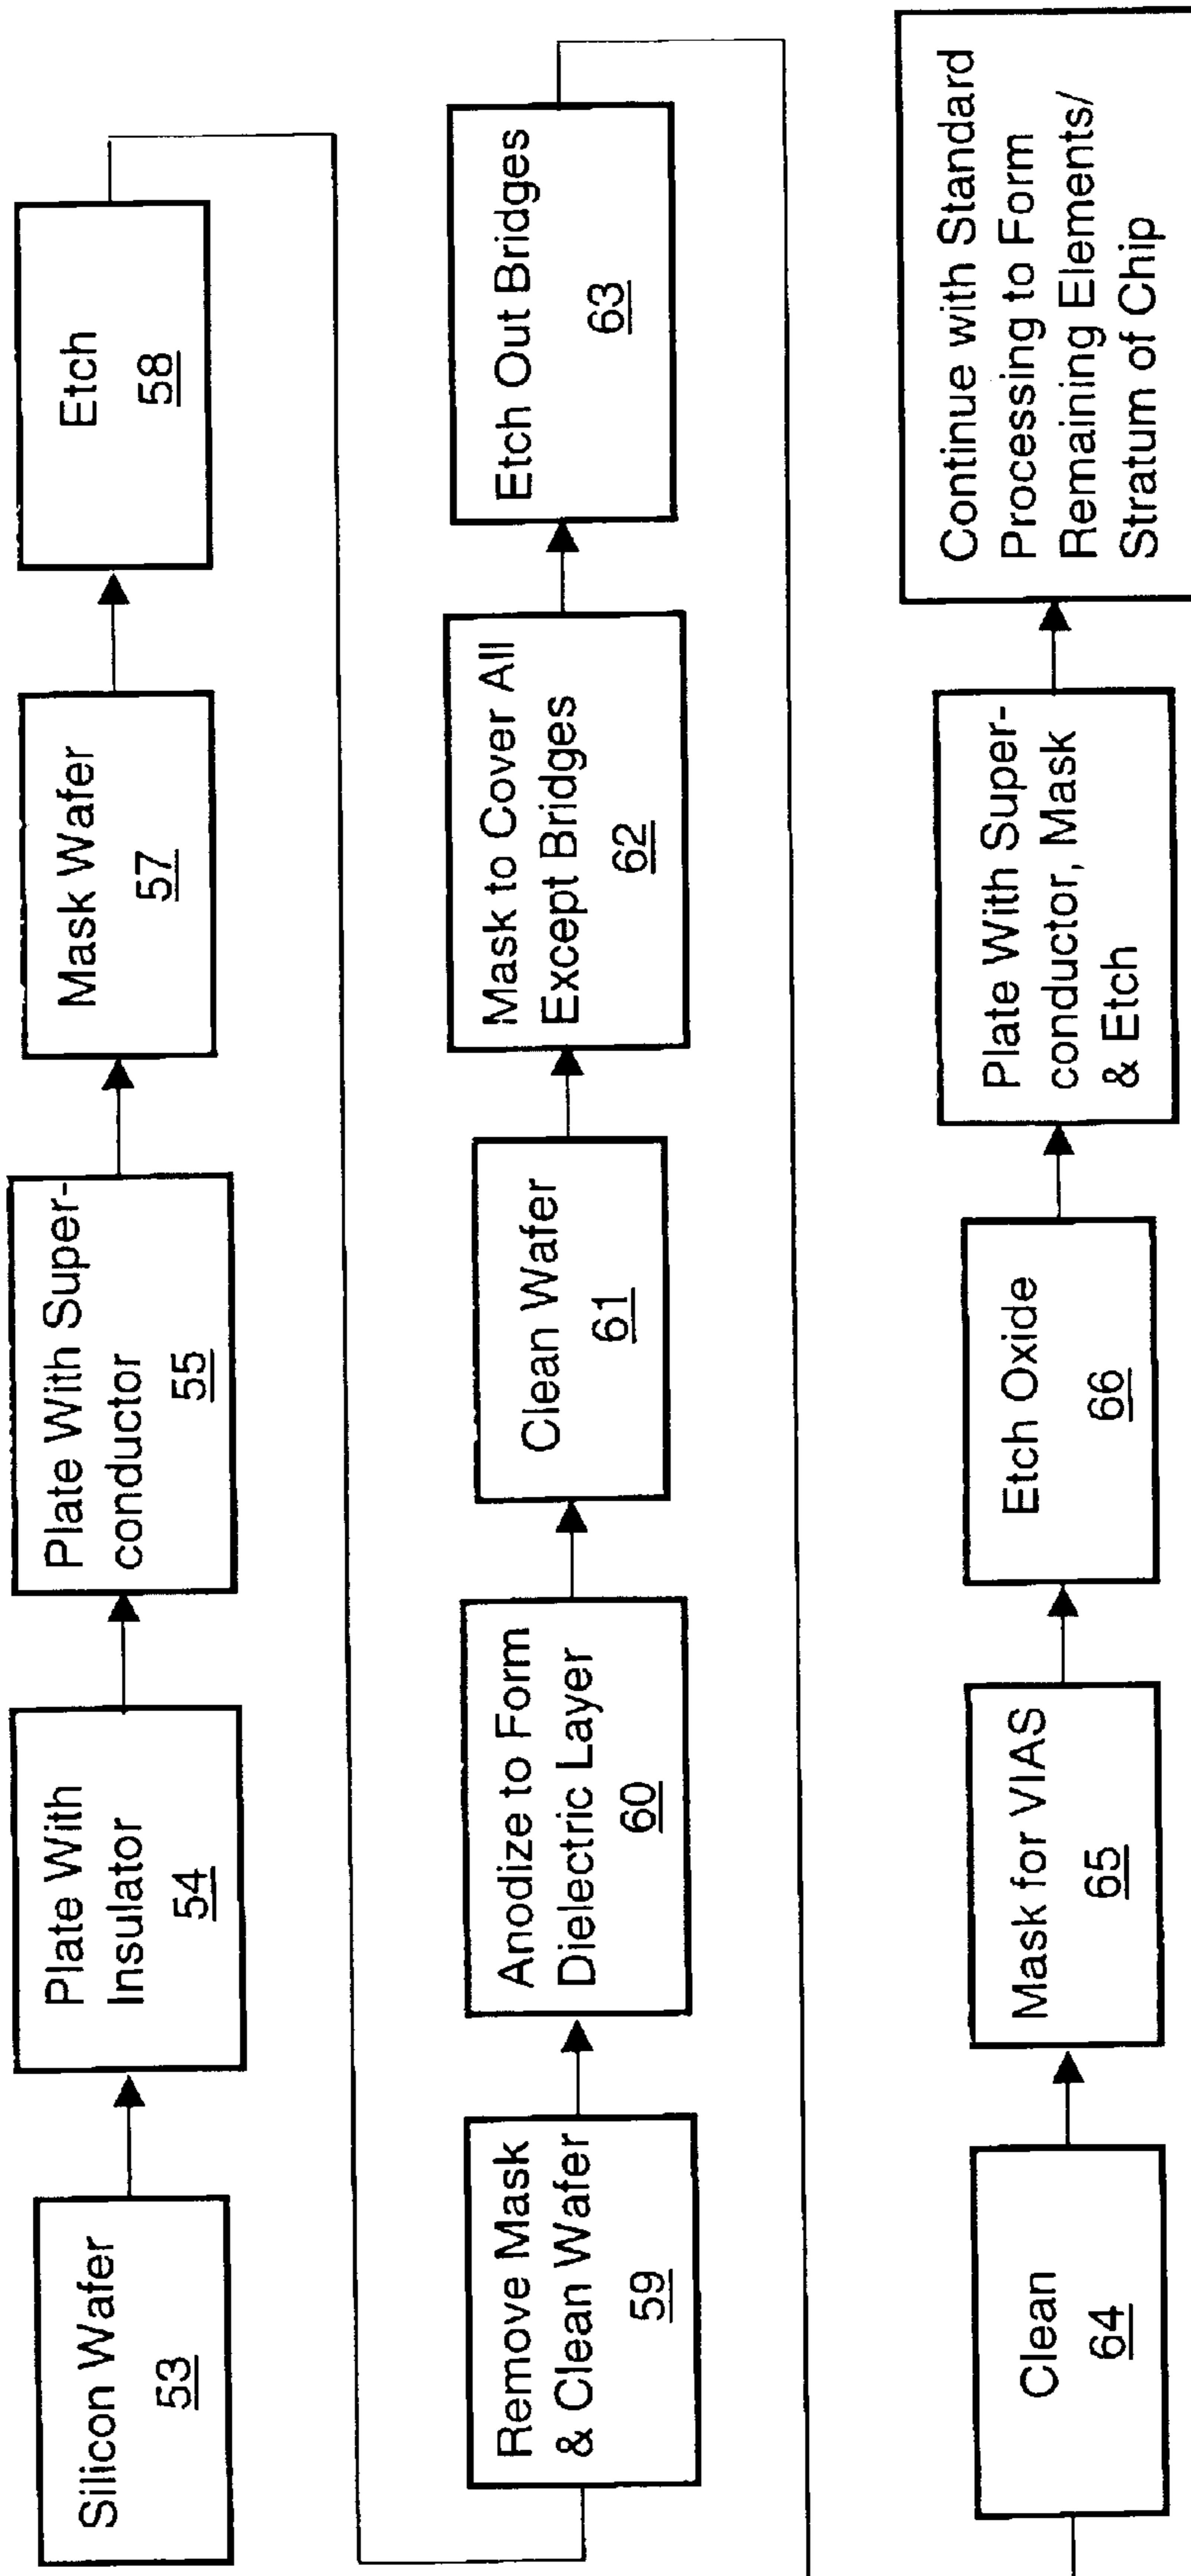 Silicon Wafer
53
Plate With
Insulator
54
Plate With Super-
conductor
55
Mask Wafer
57
Etch
58
Remove Mask
& Clean Wafer
59
Anodize to Form
Dielectric Layer
60
Clean Wafer
61
Mask to Cover All
Except Bridges
62
Etch Out Bridges
63
Clean
64
Mask for VIAS
65
Etch Oxide
66
Plate With Super-
conductor, Mask
& Etch
Continue with Standard
Processing to Form
Remaining Elements/
Stratum of Chip